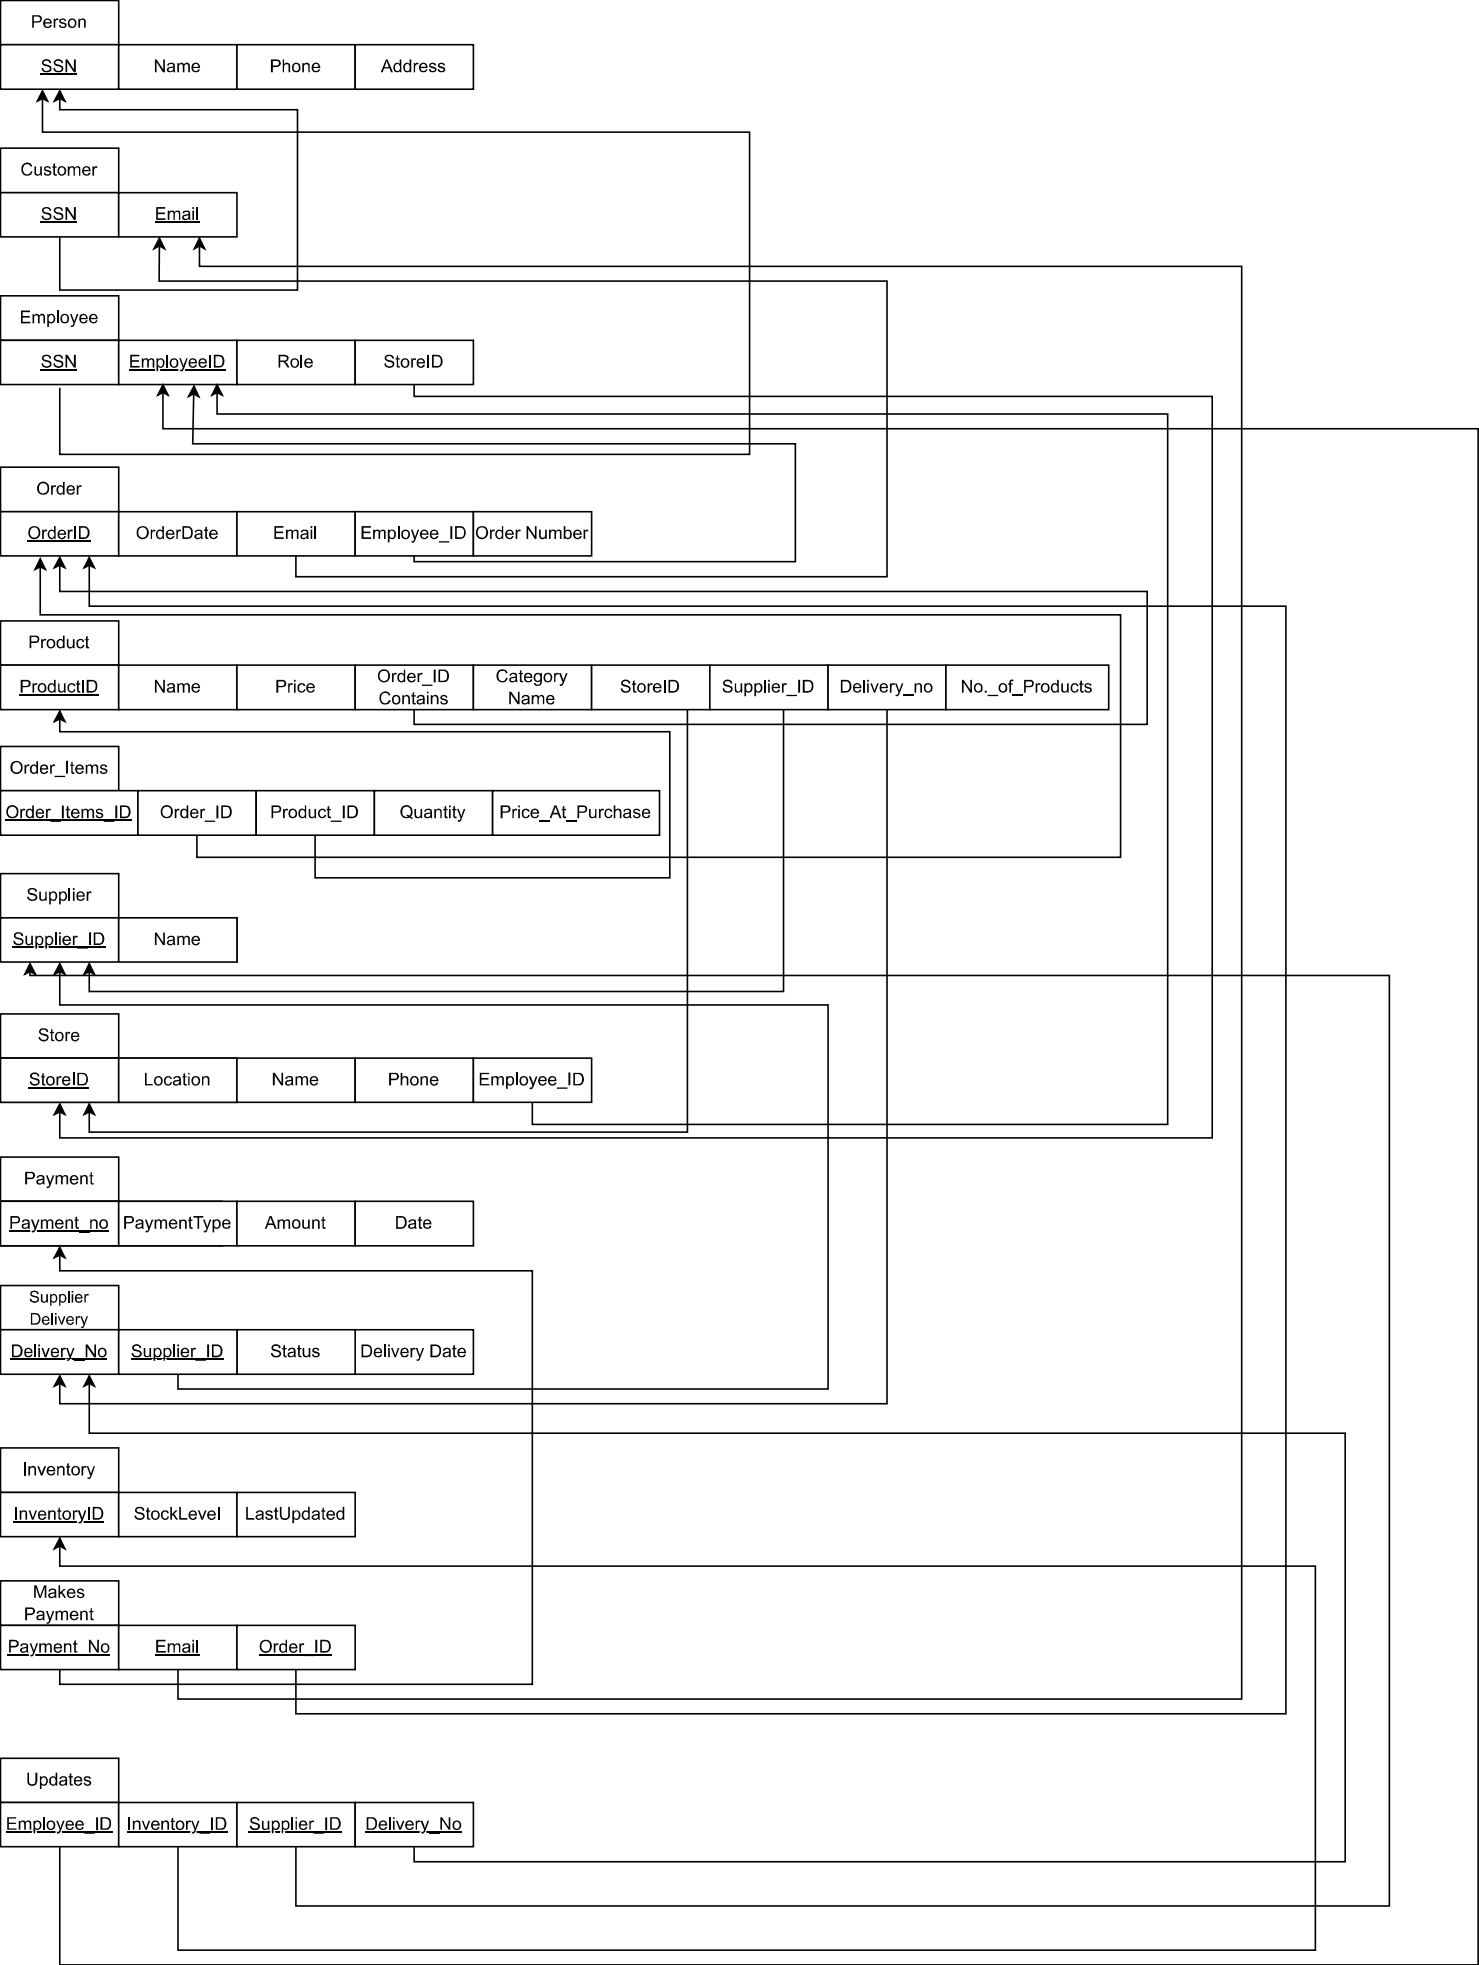 Person
SSN Name Phone Address
Customer
SSN Email
Employee
SSN EmployeeID Role StoreID
Order
OrderID OrderDate Email Employee_ID Order Number
Product
ProductID Name Price Order_ID Contains Category Name StoreID Supplier_ID Delivery_no No._of_Products
Order_Items
Order_Items_ID Order_ID Product_ID Quantity Price_At_Purchase
Supplier
Supplier_ID Name
Store
StoreID Location Name Phone Employee_ID
Payment
Payment_no PaymentType Amount Date
Supplier
Delivery
Delivery_No Supplier_ID Status Delivery Date
Inventory
InventoryID StockLevel LastUpdated
Makes
Payment
Payment_No Email Order_ID
Updates
Employee_ID Inventory_ID Supplier_ID Delivery_No